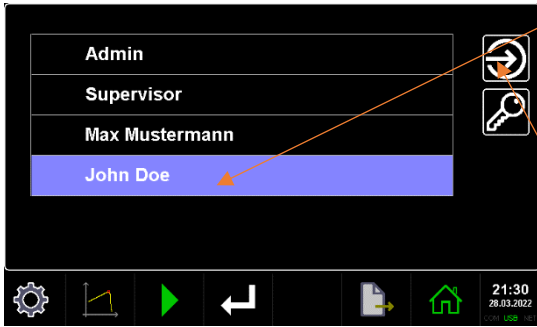 Admin
Supervisor
Max Mustermann
John Doe
21:30
28.03.2022
COM USB NET